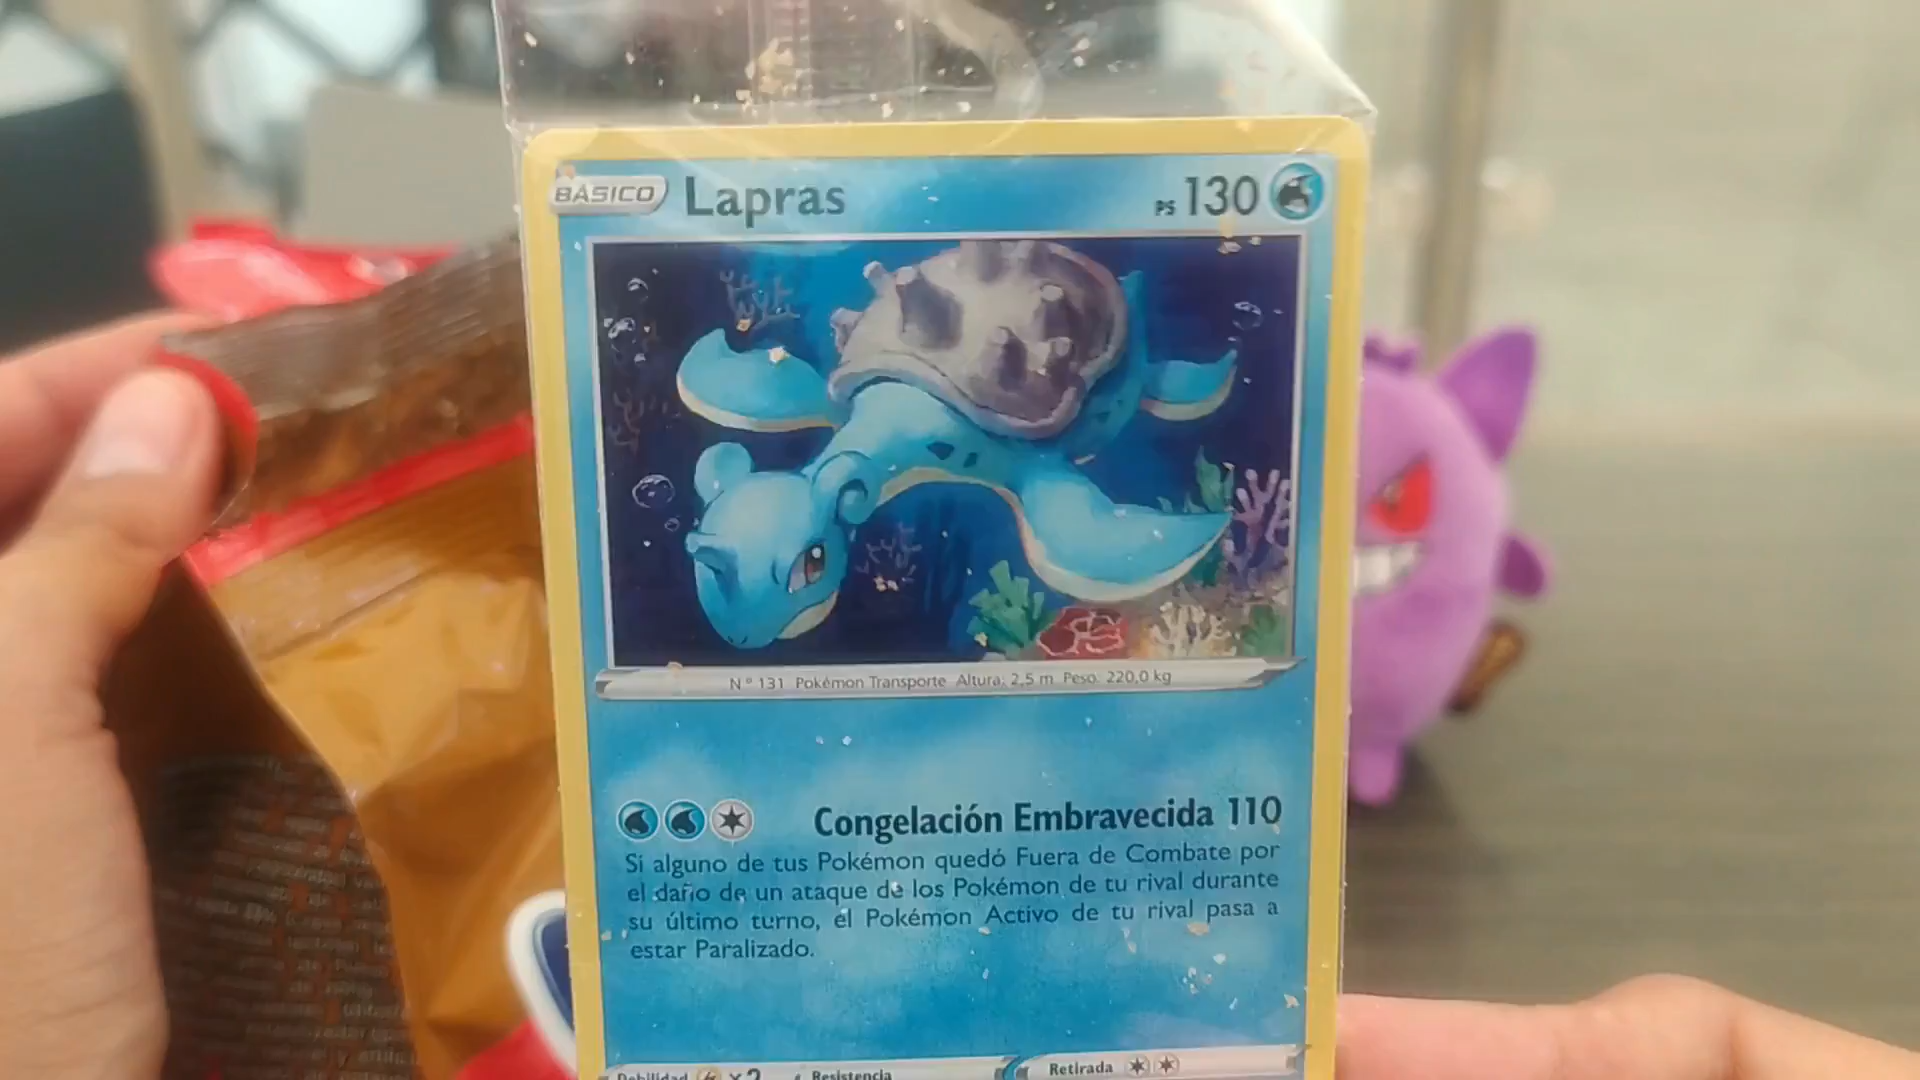 BÁSICO Lapras PS 130
N° 131 Pokémon Transporte Altura: 2,5 m Peso: 220,0 kg
Congelación Embravecida 110
Si alguno de tus Pokémon quedó Fuera de Combate por
el daño de un ataque de los Pokémon de tu rival durante
su último turno, el Pokémon Activo de tu rival pasa a
estar Paralizado.
Debilidad x2 Resistencia Retirada